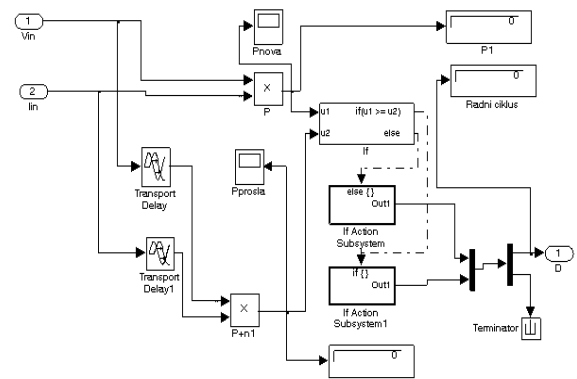 1
Vin
2
Iin
Pnova
0
P1
0
Radni ciklus
×
P
u1
if(u1 >= u2)
u2
else
If
Transport
Delay
Pprosla
else { }
Out1
If Action
Subsystem
Transport
Delay1
if { }
Out1
If Action
Subsystem1
1
D
×
P+n1
Terminator
0